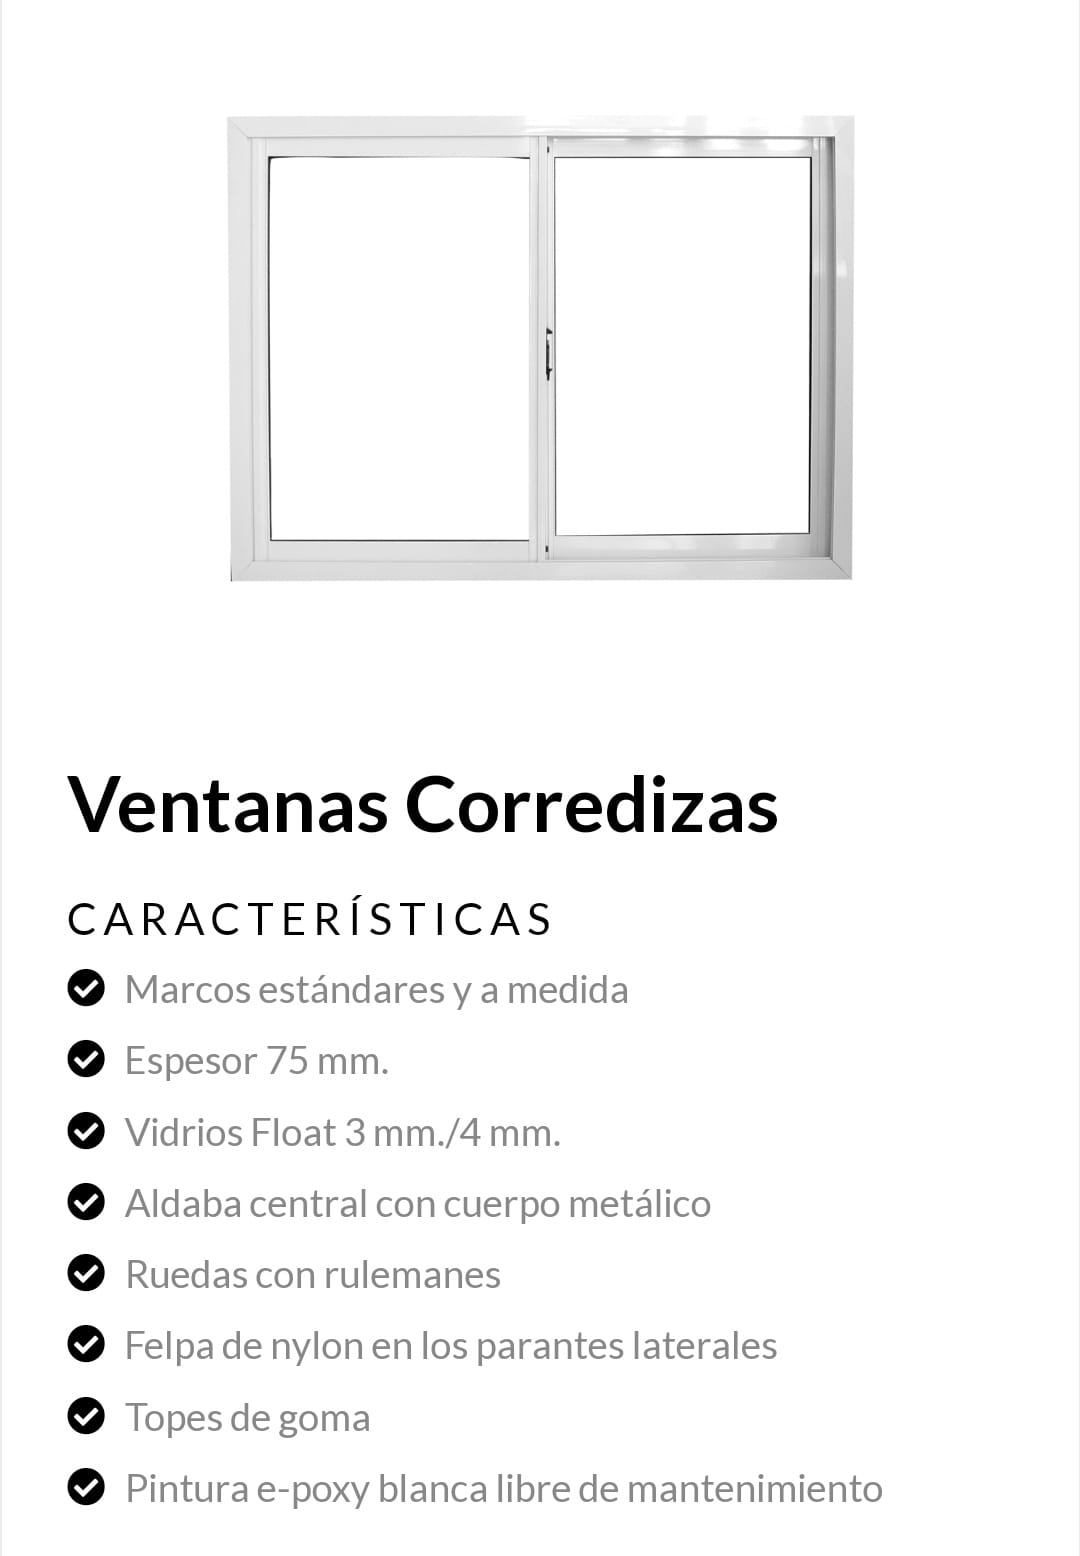 Ventanas Corredizas
CARACTERÍSTICAS
Marcos estándares y a medida
Espesor 75 mm.
Vidrios Float 3 mm./4 mm.
Aldaba central con cuerpo metálico
Ruedas con rulemanes
Felpa de nylon en los parantes laterales
Topes de goma
Pintura e-poxy blanca libre de mantenimiento